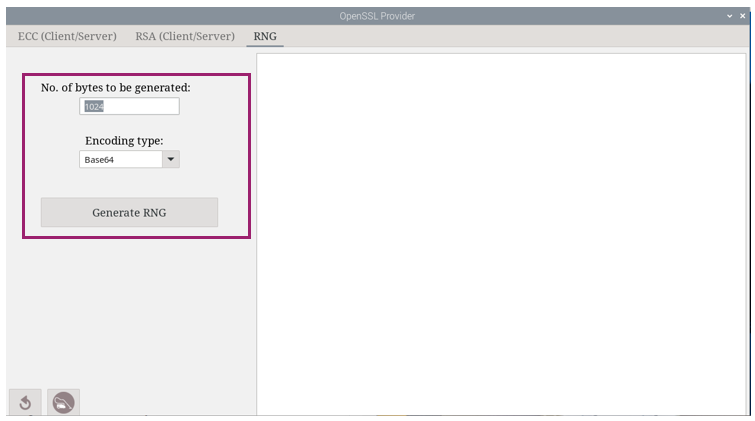 OpenSSL Provider
ECC (Client/Server) RSA (Client/Server) RNG
No. of bytes to be generated:
1024
Encoding type:
Base64
Generate RNG